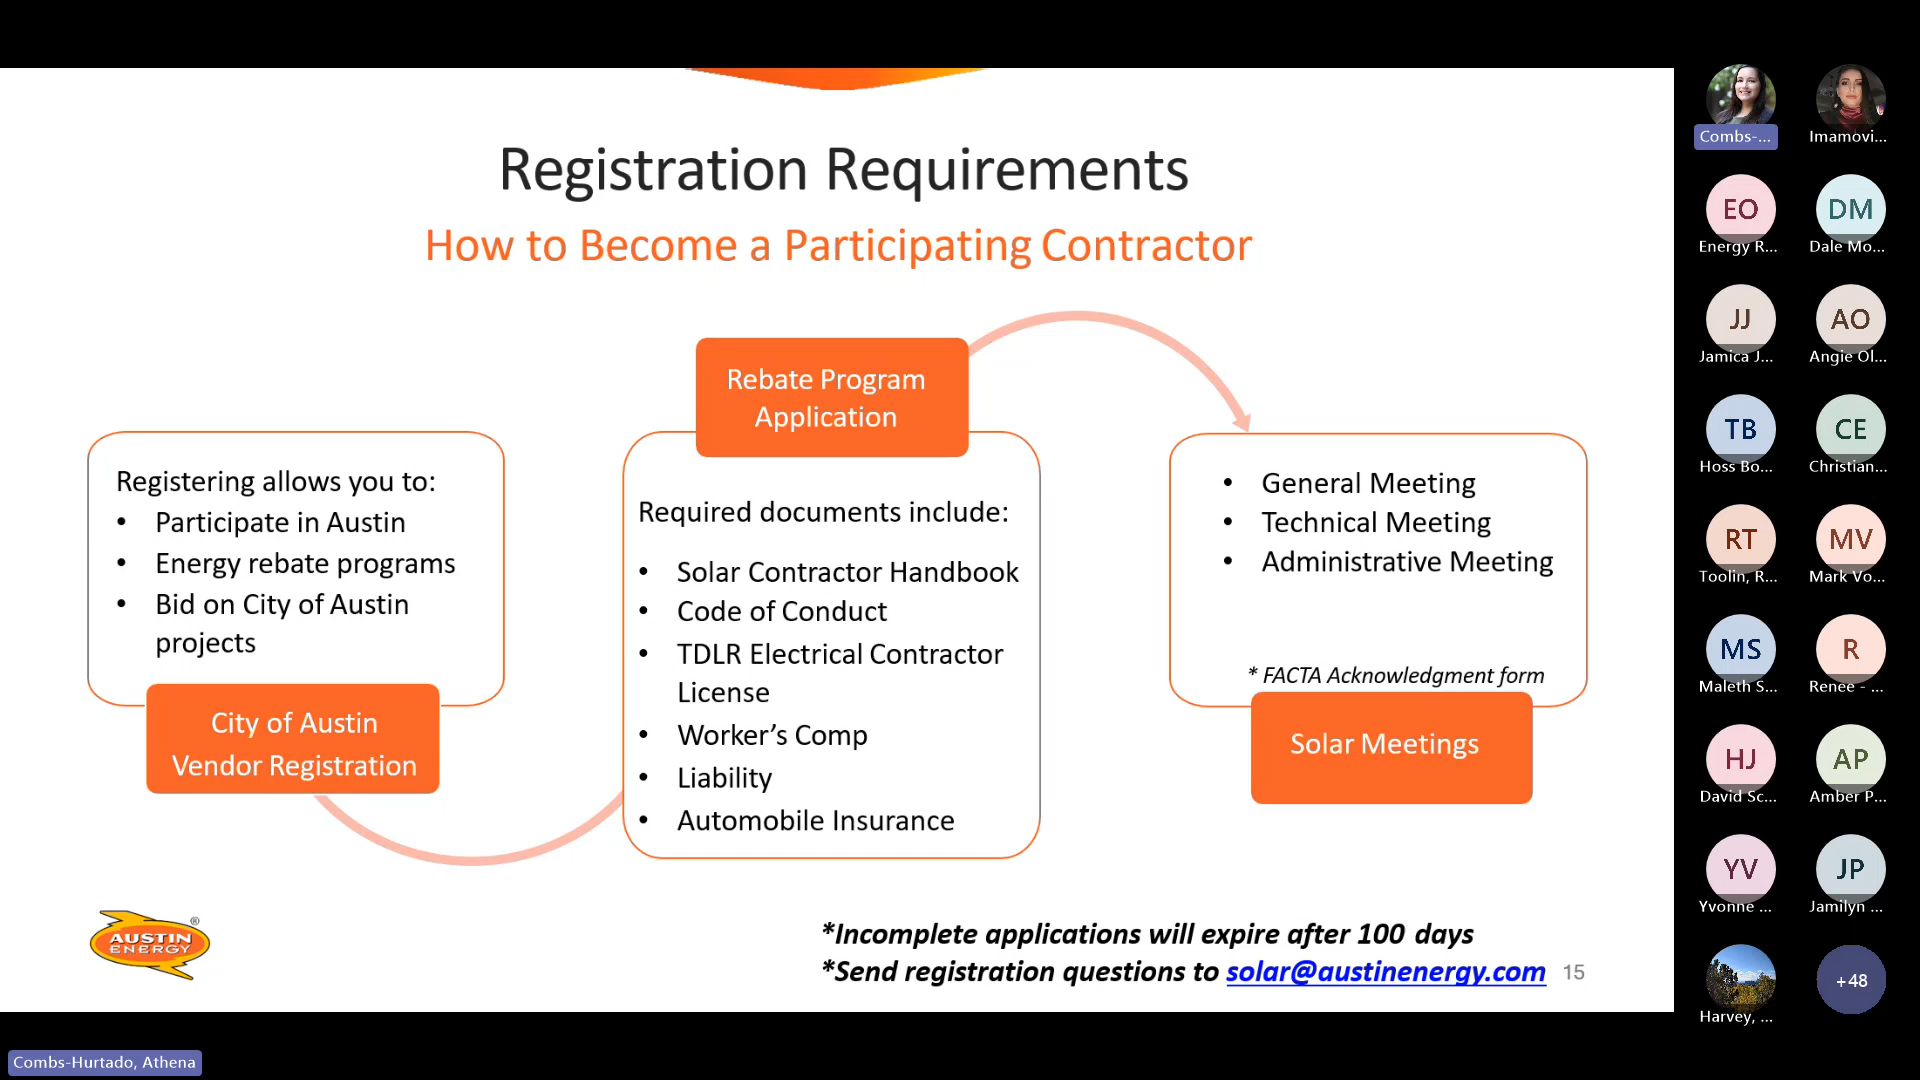 Registration Requirements
How to Become a Participating Contractor
Registering allows you to:
• Participate in Austin
• Energy rebate programs
• Bid on City of Austin
projects
City of Austin
Vendor Registration
Rebate Program
Application
Required documents include:
• Solar Contractor Handbook
• Code of Conduct
• TDLR Electrical Contractor
License
• Worker’s Comp
• Liability
• Automobile Insurance
• General Meeting
• Technical Meeting
• Administrative Meeting
* FACTA Acknowledgment form
Solar Meetings
AUSTIN
ENERGY
®
*Incomplete applications will expire after 100 days
*Send registration questions to solar@austinenergy.com
15
Combs-...
Imamovi...
EO
Energy R...
DM
Dale Mo...
JJ
Jamica J...
AO
Angie Ol...
TB
Hoss Bo...
CE
Christian...
RT
Toolin, R...
MV
Mark Vo...
MS
Maleth S...
R
Renee - ...
HJ
David Sc...
AP
Amber P...
YV
Yvonne ...
JP
Jamilyn ...
Harvey, ...
+48
Combs-Hurtado, Athena